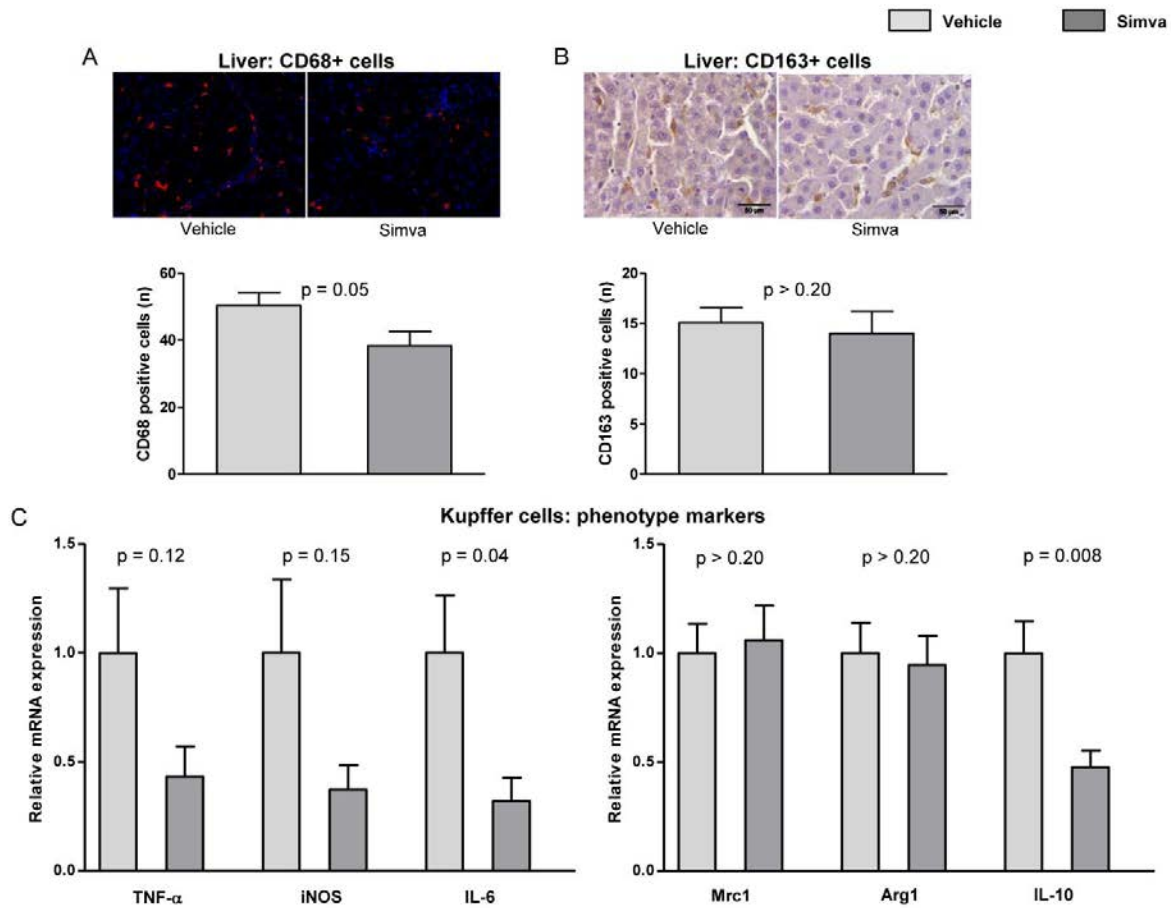 Vehicle Simva
A Liver: CD68+ cells
B Liver: CD163+ cells
Vehicle Simva
50 µm 50 µm
Vehicle Simva
60
40
20
0
CD68 positive cells (n)
p = 0.05
20
15
10
5
0
CD163 positive cells (n)
p > 0.20
C Kupffer cells: phenotype markers
1.5
1.0
0.5
0.0
Relative mRNA expression
p = 0.12 p = 0.15 p = 0.04
TNF-α iNOS IL-6
1.5
1.0
0.5
0.0
Relative mRNA expression
p > 0.20 p > 0.20 p = 0.008
Mrc1 Arg1 IL-10